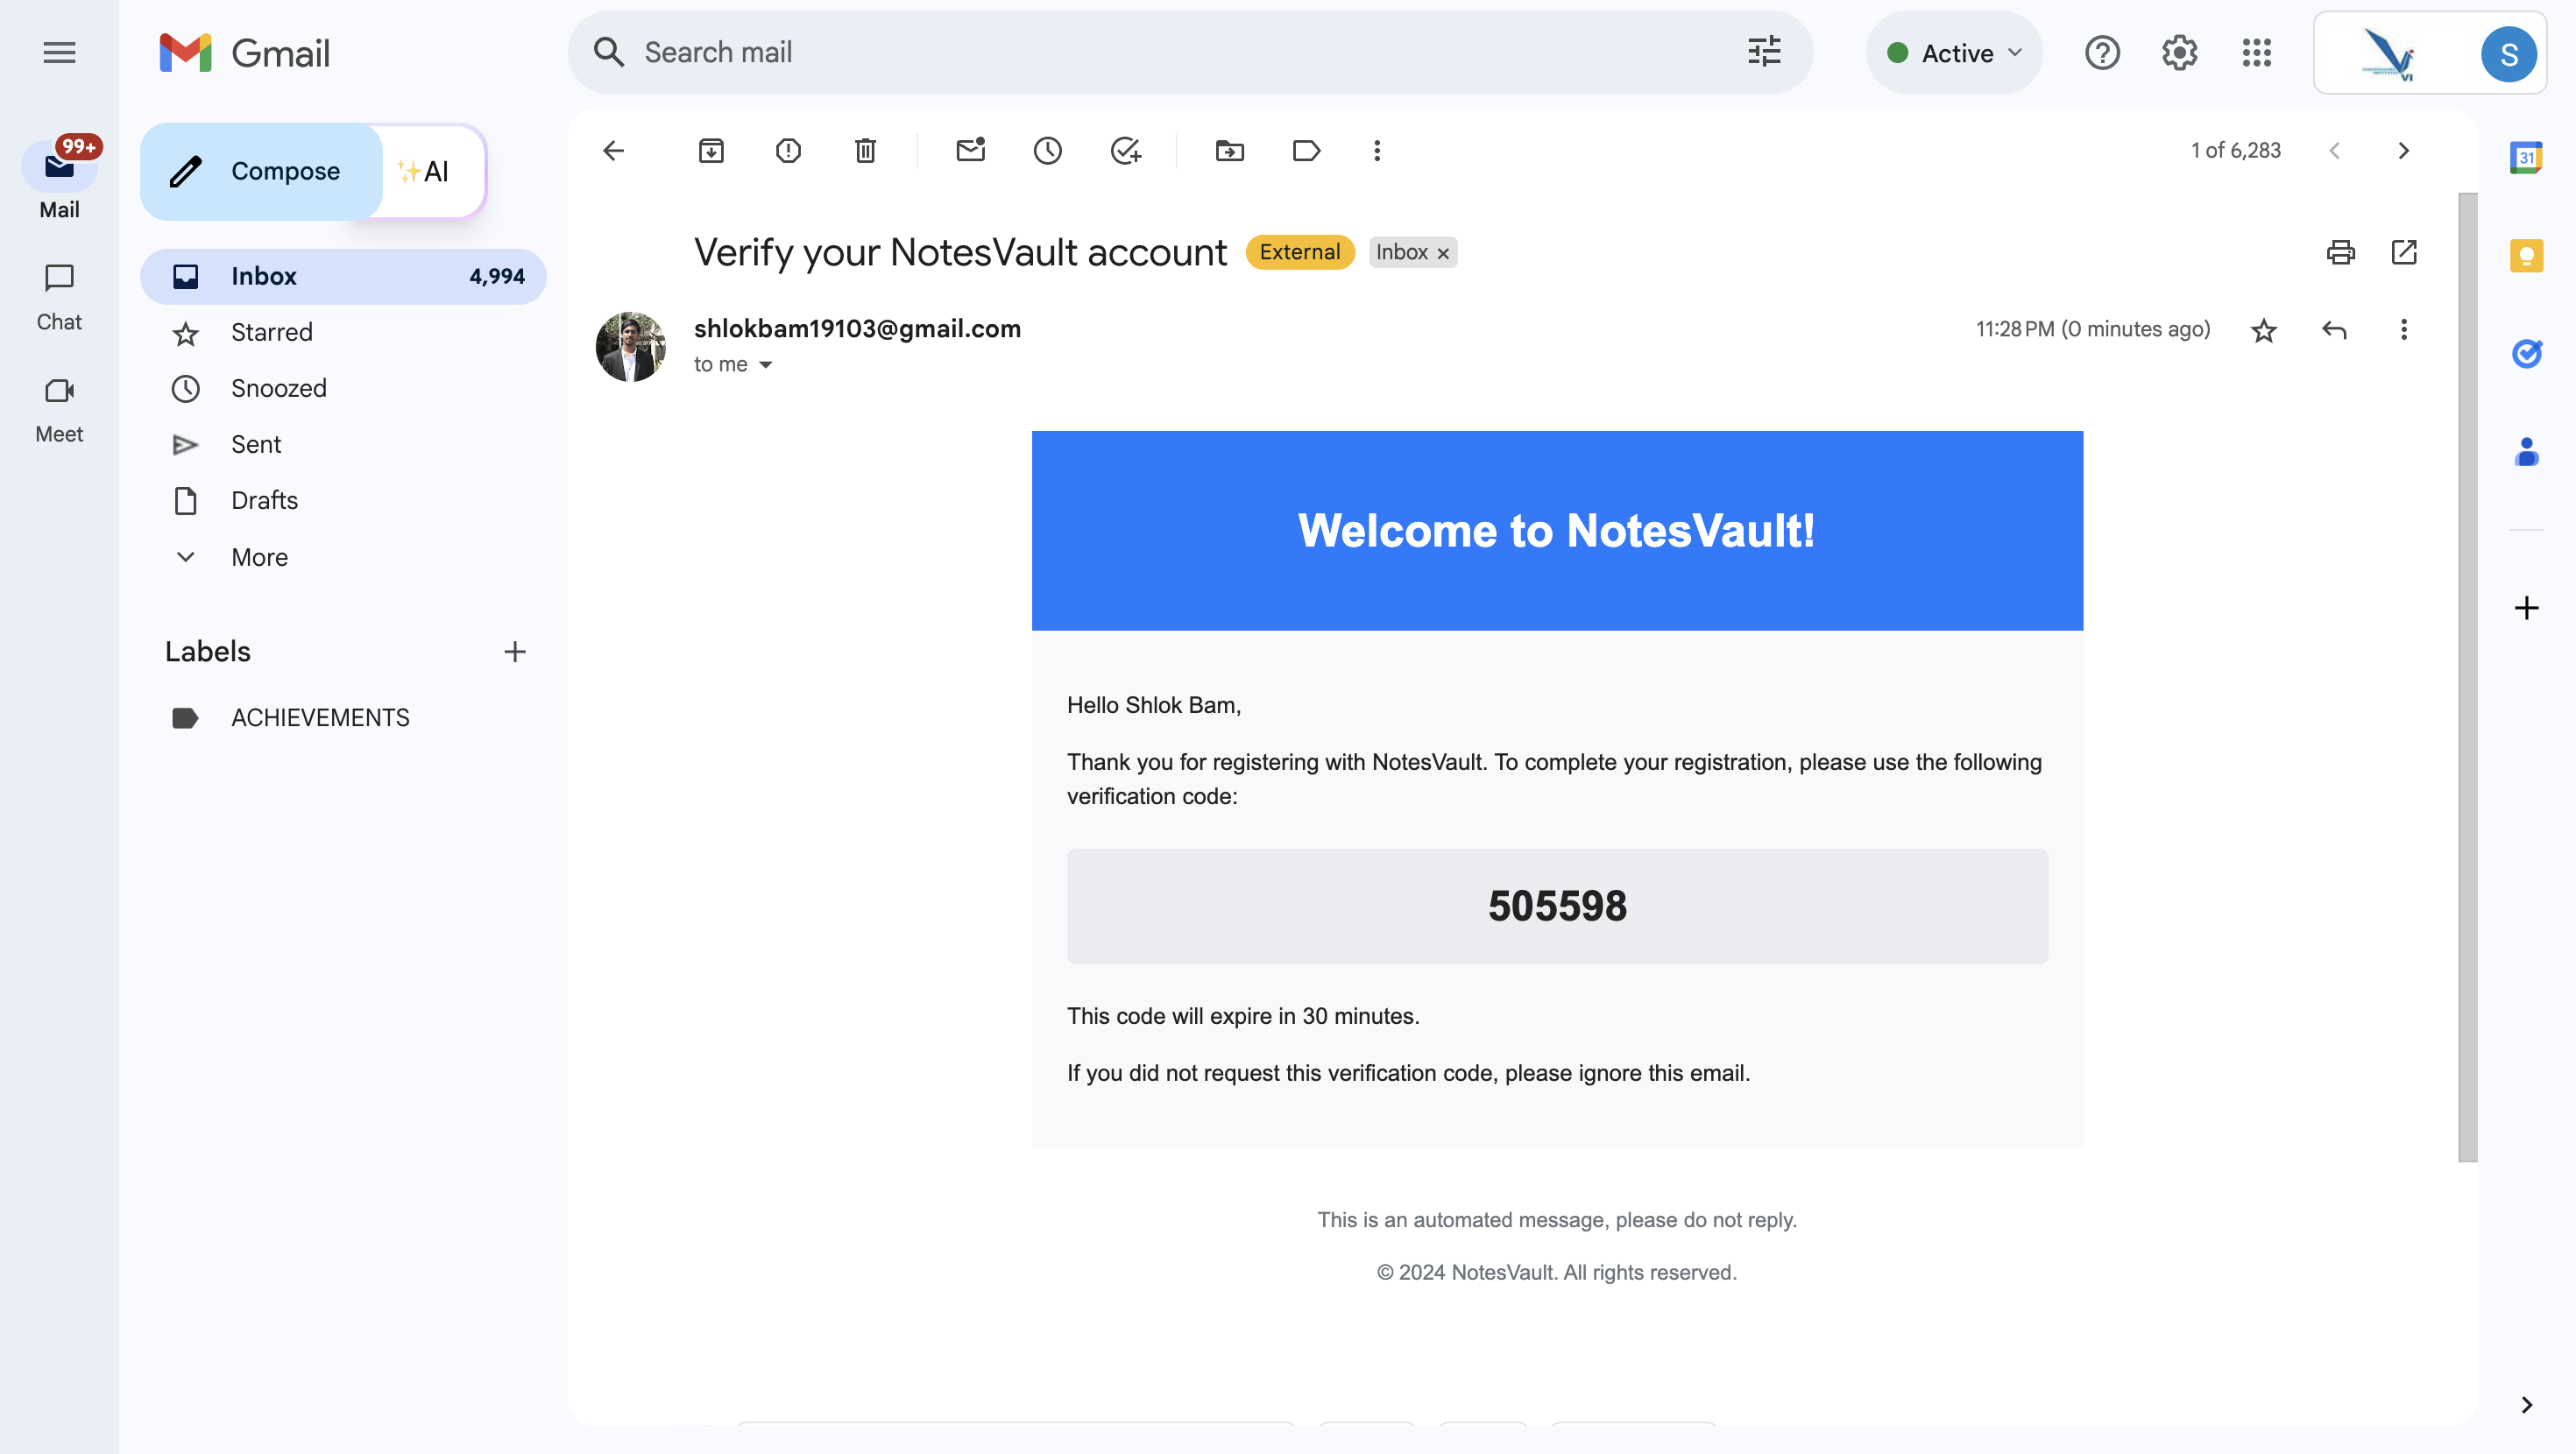 Gmail
Search mail
Active
VI
S
99+
Mail
Chat
Meet
Compose
✨AI
Inbox 4,994
Starred
Snoozed
Sent
Drafts
More
Labels
ACHIEVEMENTS
1 of 6,283
31
Verify your NotesVault account External Inbox ×
shlokbam19103@gmail.com
11:28 PM (0 minutes ago)
to me
Welcome to NotesVault!
Hello Shlok Bam,
Thank you for registering with NotesVault. To complete your registration, please use the following
verification code:
505598
This code will expire in 30 minutes.
If you did not request this verification code, please ignore this email.
This is an automated message, please do not reply.
© 2024 NotesVault. All rights reserved.